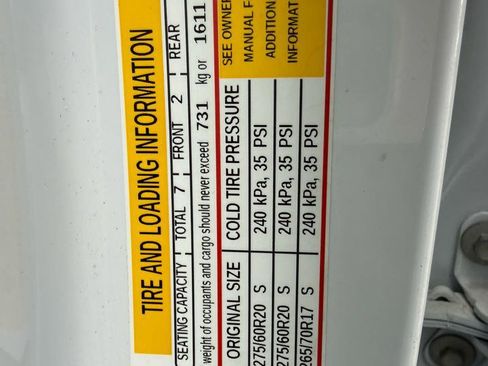 TIRE AND LOADING INFORMATION
SEATING CAPACITY TOTAL 7 FRONT 2 REAR
weight of occupants and cargo should never exceed 731 kg or 1611
ORIGINAL SIZE COLD TIRE PRESSURE SEE OWNER
MANUAL F
275/60R20 S 240 kPa, 35 PSI ADDITION
275/60R20 S 240 kPa, 35 PSI INFORMAT
265/70R17 S 240 kPa, 35 PSI